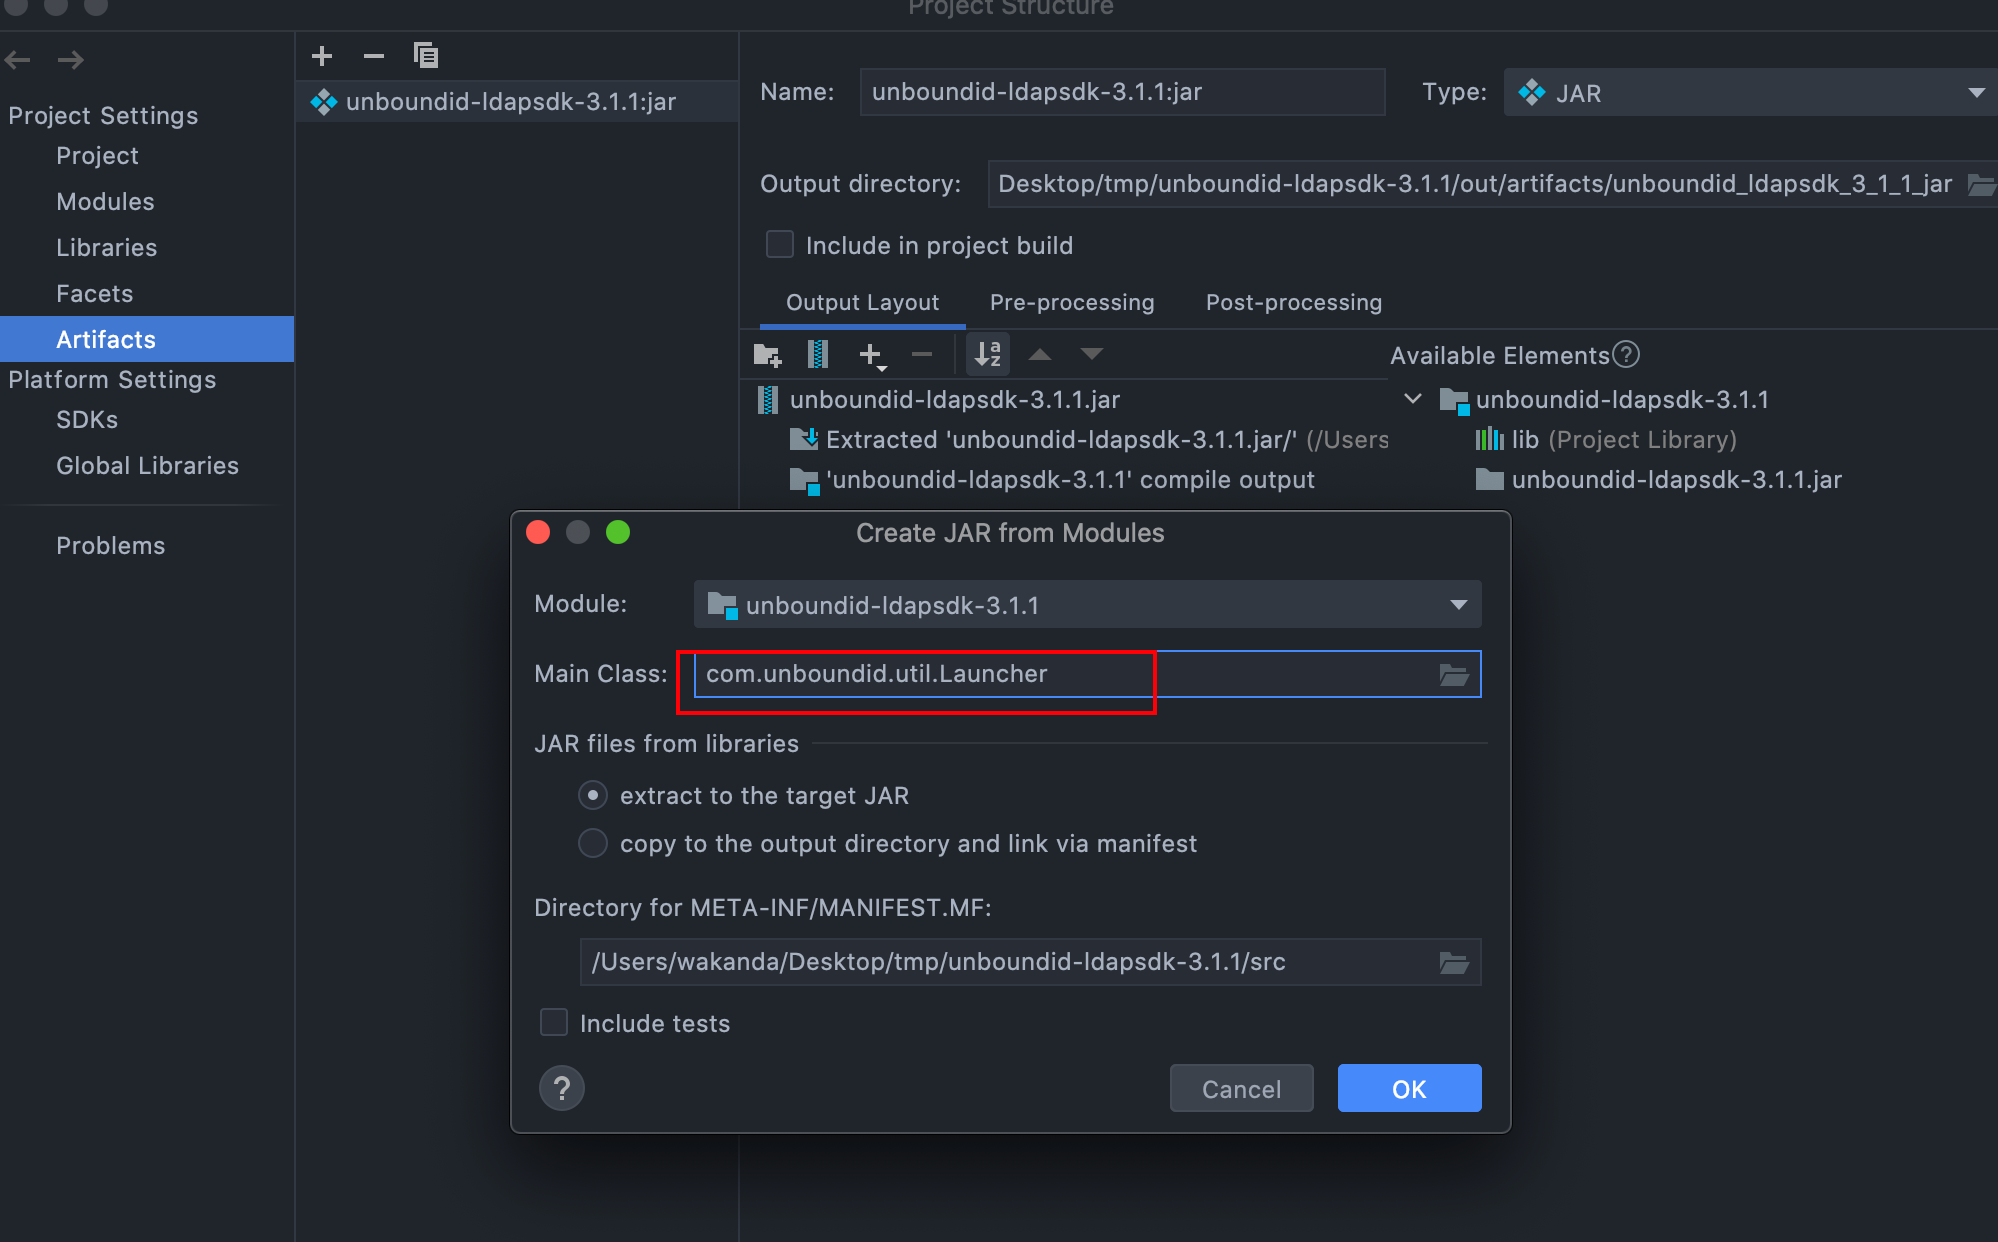 Project Structure
Project Settings
Project
Modules
Libraries
Facets
Artifacts
Platform Settings
SDKs
Global Libraries
Problems
unboundid-ldapsdk-3.1.1:jar
Name: unboundid-ldapsdk-3.1.1:jar Type: JAR
Output directory: Desktop/tmp/unboundid-ldapsdk-3.1.1/out/artifacts/unboundid_ldapsdk_3_1_1_jar
Include in project build
Output Layout Pre-processing Post-processing
a
z
Available Elements ?
unboundid-ldapsdk-3.1.1.jar
Extracted 'unboundid-ldapsdk-3.1.1.jar/' (/Users
'unboundid-ldapsdk-3.1.1' compile output
unboundid-ldapsdk-3.1.1
lib (Project Library)
unboundid-ldapsdk-3.1.1.jar
Create JAR from Modules
Module: unboundid-ldapsdk-3.1.1
Main Class: com.unboundid.util.Launcher
JAR files from libraries
extract to the target JAR
copy to the output directory and link via manifest
Directory for META-INF/MANIFEST.MF:
/Users/wakanda/Desktop/tmp/unboundid-ldapsdk-3.1.1/src
Include tests
? Cancel OK